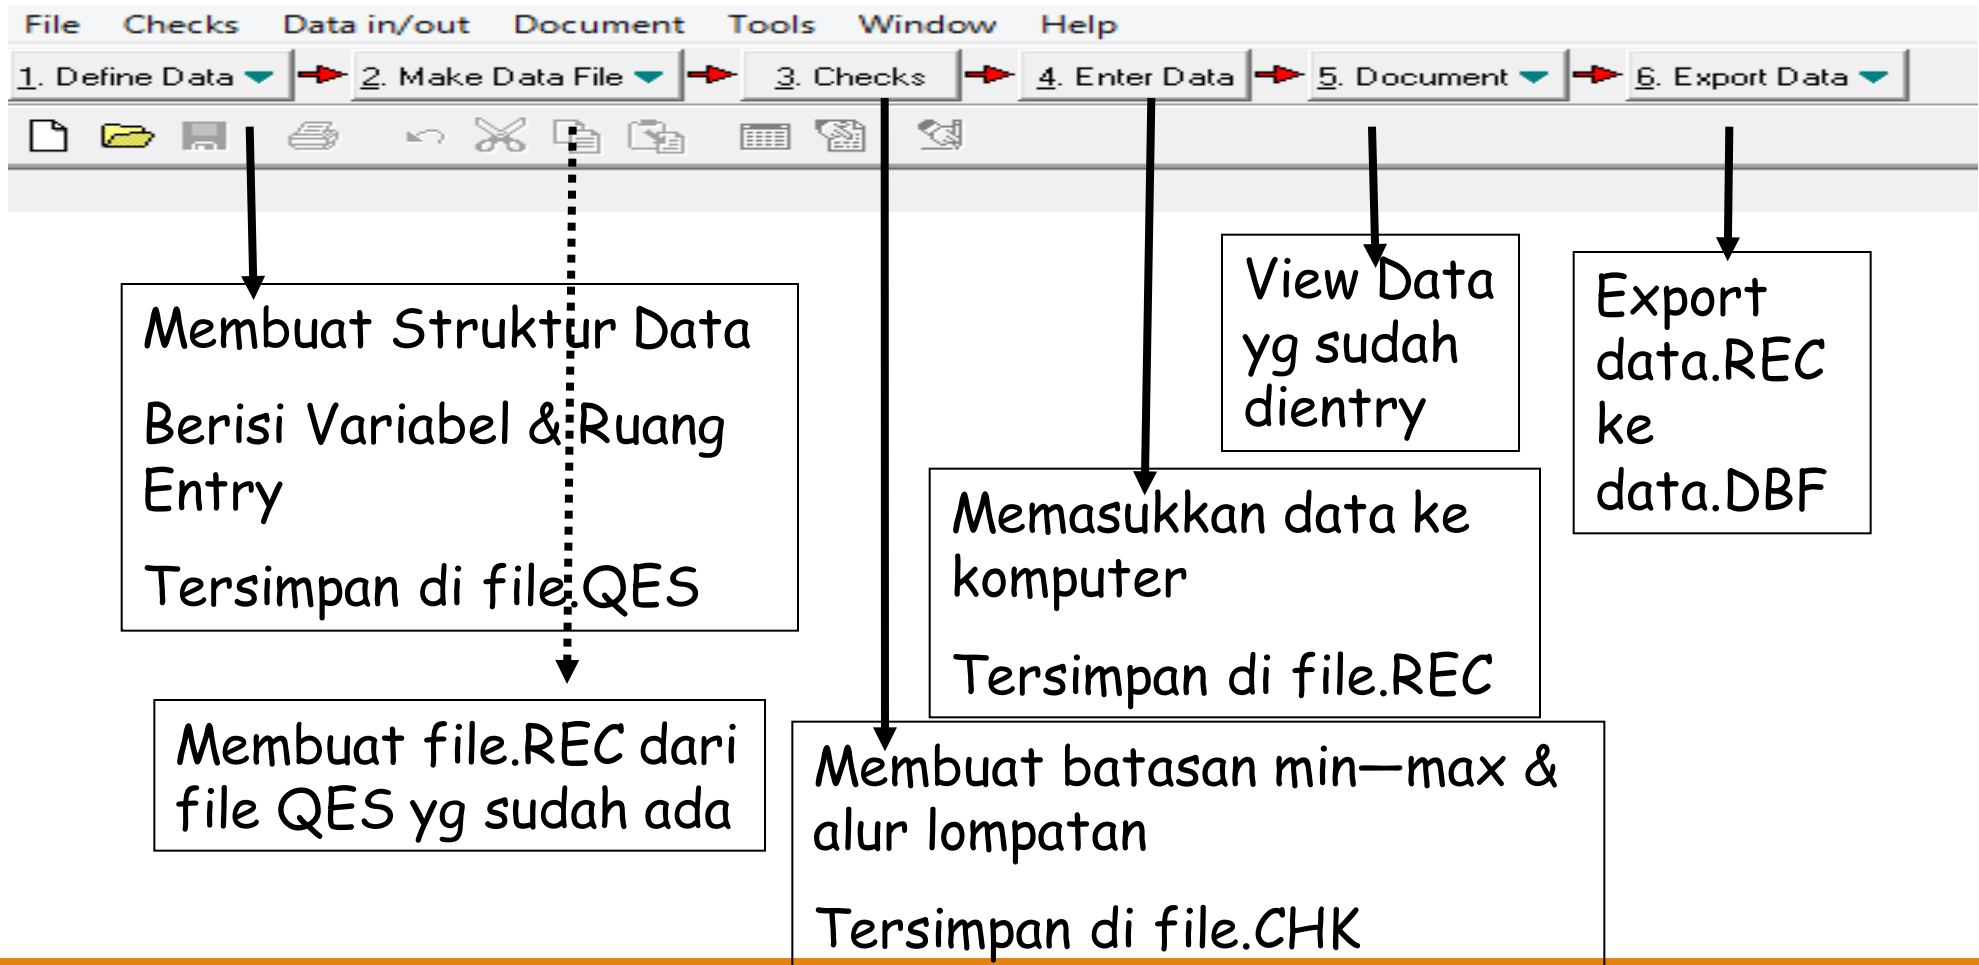 File Checks Data in/out Document Tools Window Help
1. Define Data 2. Make Data File 3. Checks 4. Enter Data 5. Document 6. Export Data
Membuat Struktur Data
Berisi Variabel & Ruang
Entry
Tersimpan di file.QES
Membuat file.REC dari
file QES yg sudah ada
Membuat batasan min—max &
alur lompatan
Tersimpan di file.CHK
Memasukkan data ke
komputer
Tersimpan di file.REC
View Data
yg sudah
dientry
Export
data.REC
ke
data.DBF